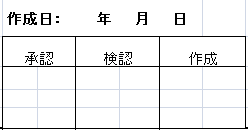 作成日： 年 月 日
承認 検認 作成